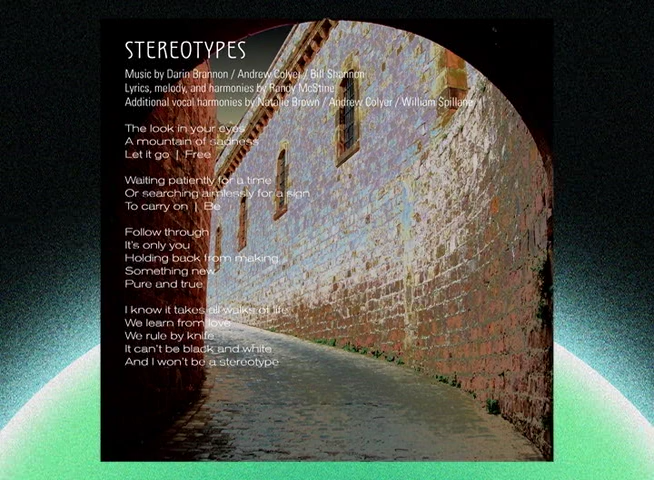 STEREOTYPES
Music by Darin Brannon / Andrew Colyer / Bill Shannon
Lyrics, melody, and harmonies by Randy McStine
Additional vocal harmonies by Natalie Brown / Andrew Colyer / William Spillane
The look in your eyes
A mountain of sadness
Let it go | Free
Waiting patiently for a time
Or searching aimlessly for a sign
To carry on | Be
Follow through
It's only you
Holding back from making
Something new
Pure and true
I know it takes all walks of life
We learn from love
We rule by knife
It can't be black and white
And I won't be a stereotype